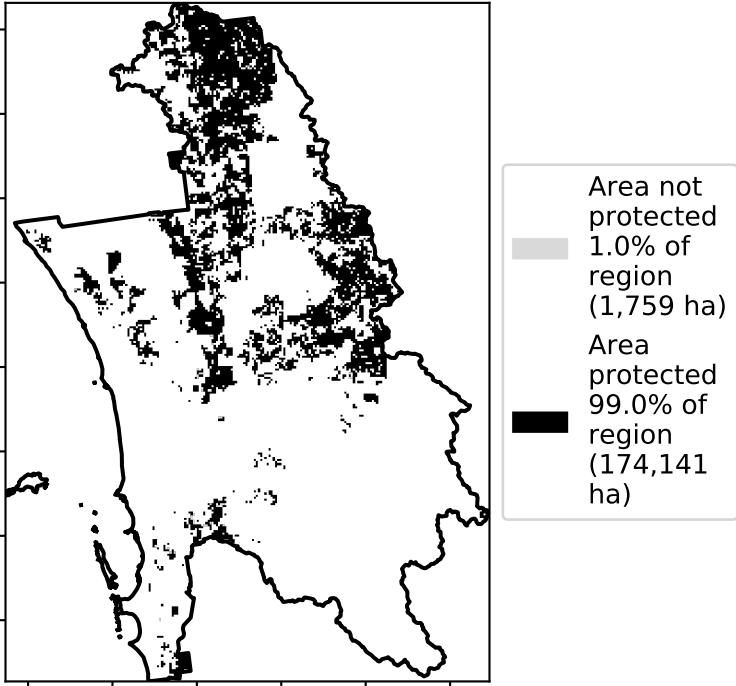 Area not
protected
1.0% of
region
(1,759 ha)
Area
protected
99.0% of
region
(174,141
ha)